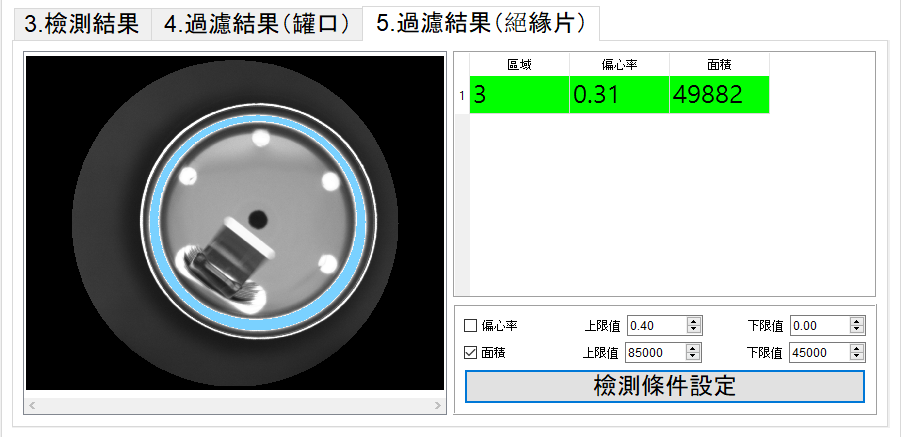 3.檢測結果 4.過濾結果(罐口) 5.過濾結果(絕緣片)
區域 偏心率 面積
1 3 0.31 49882
偏心率 上限值 0.40 下限值 0.00
面積 上限值 85000 下限值 45000
檢測條件設定